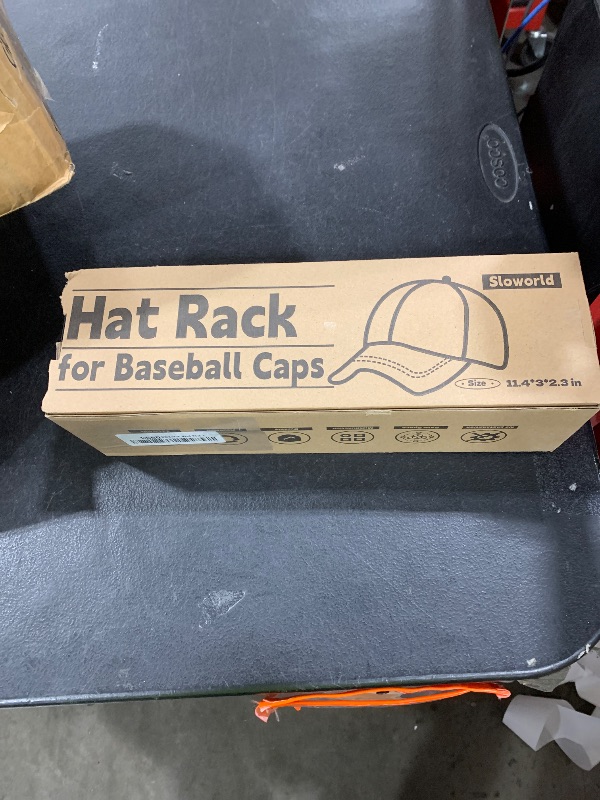 cosco
Sloworld
Hat Rack
for Baseball Caps
Size 11.4*3*2.3 in